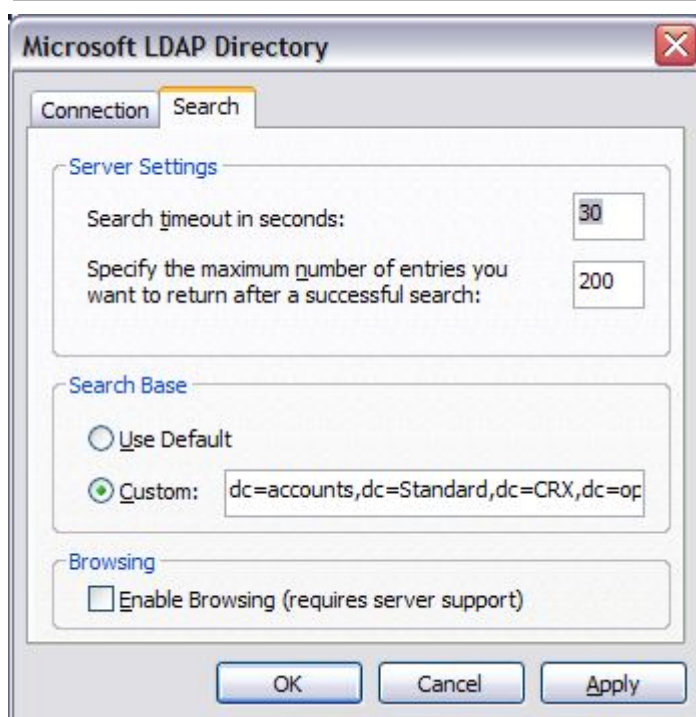 Microsoft LDAP Directory
Connection
Search
Server Settings
Search timeout in seconds:
30
Specify the maximum number of entries you
want to return after a successful search:
200
Search Base
Use Default
Custom:
dc=accounts,dc=Standard,dc=CRX,dc=op
Browsing
Enable Browsing (requires server support)
OK
Cancel
Apply